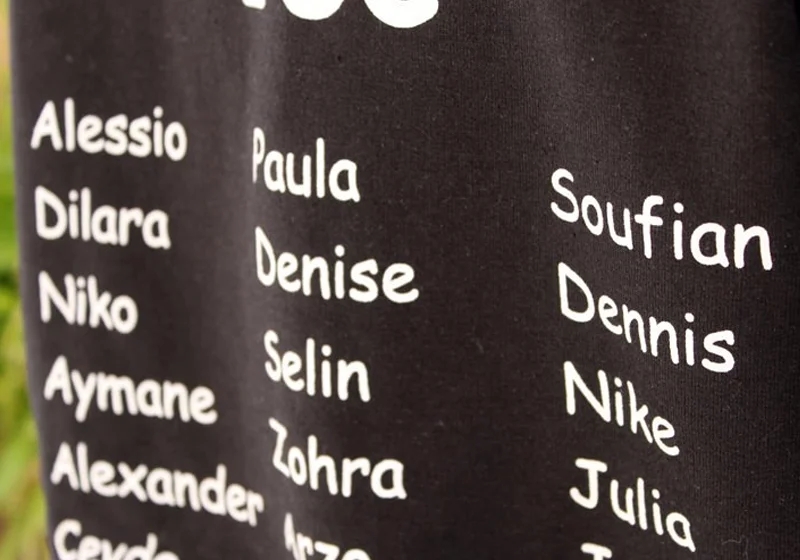 Alessio
Dilara
Niko
Aymane
Alexander
Paula
Denise
Selin
Zohra
Soufian
Dennis
Nike
Julia